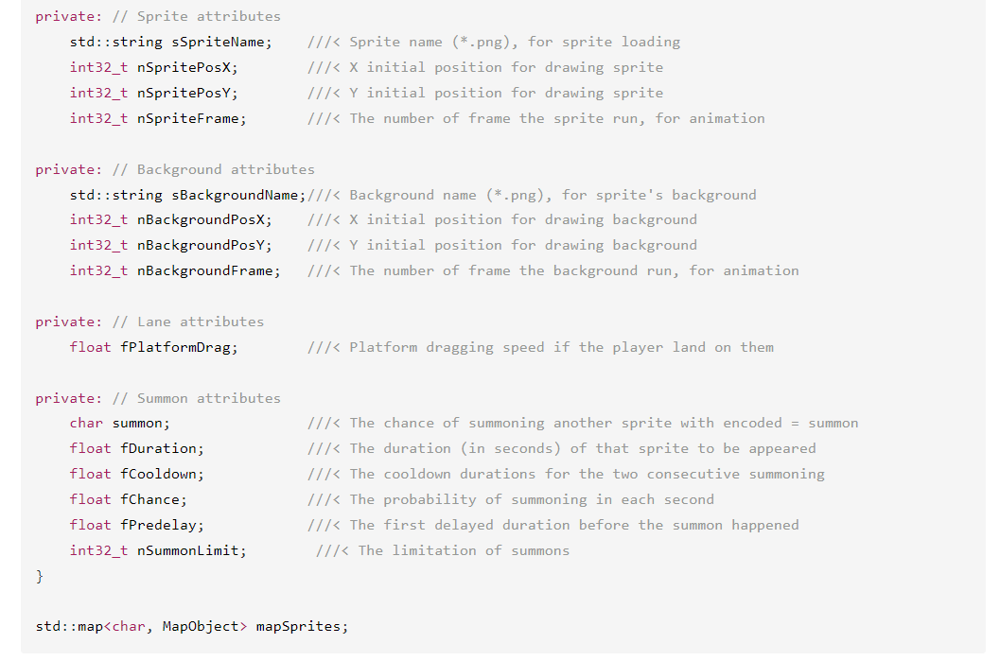 private: // Sprite attributes
    std::string sSpriteName;    ///< Sprite name (*.png), for sprite loading
    int32_t nSpritePosX;        ///< X initial position for drawing sprite
    int32_t nSpritePosY;        ///< Y initial position for drawing sprite
    int32_t nSpriteFrame;       ///< The number of frame the sprite run, for animation

private: // Background attributes
    std::string sBackgroundName;///< Background name (*.png), for sprite's background
    int32_t nBackgroundPosX;    ///< X initial position for drawing background
    int32_t nBackgroundPosY;    ///< Y initial position for drawing background
    int32_t nBackgroundFrame;   ///< The number of frame the background run, for animation

private: // Lane attributes
    float fPlatformDrag;        ///< Platform dragging speed if the player land on them

private: // Summon attributes
    char summon;                ///< The chance of summoning another sprite with encoded = summon
    float fDuration;            ///< The duration (in seconds) of that sprite to be appeared
    float fCooldown;            ///< The cooldown durations for the two consecutive summoning
    float fChance;              ///< The probability of summoning in each second
    float fPredelay;            ///< The first delayed duration before the summon happened
    int32_t nSummonLimit;        ///< The limitation of summons
}

std::map<char, MapObject> mapSprites;